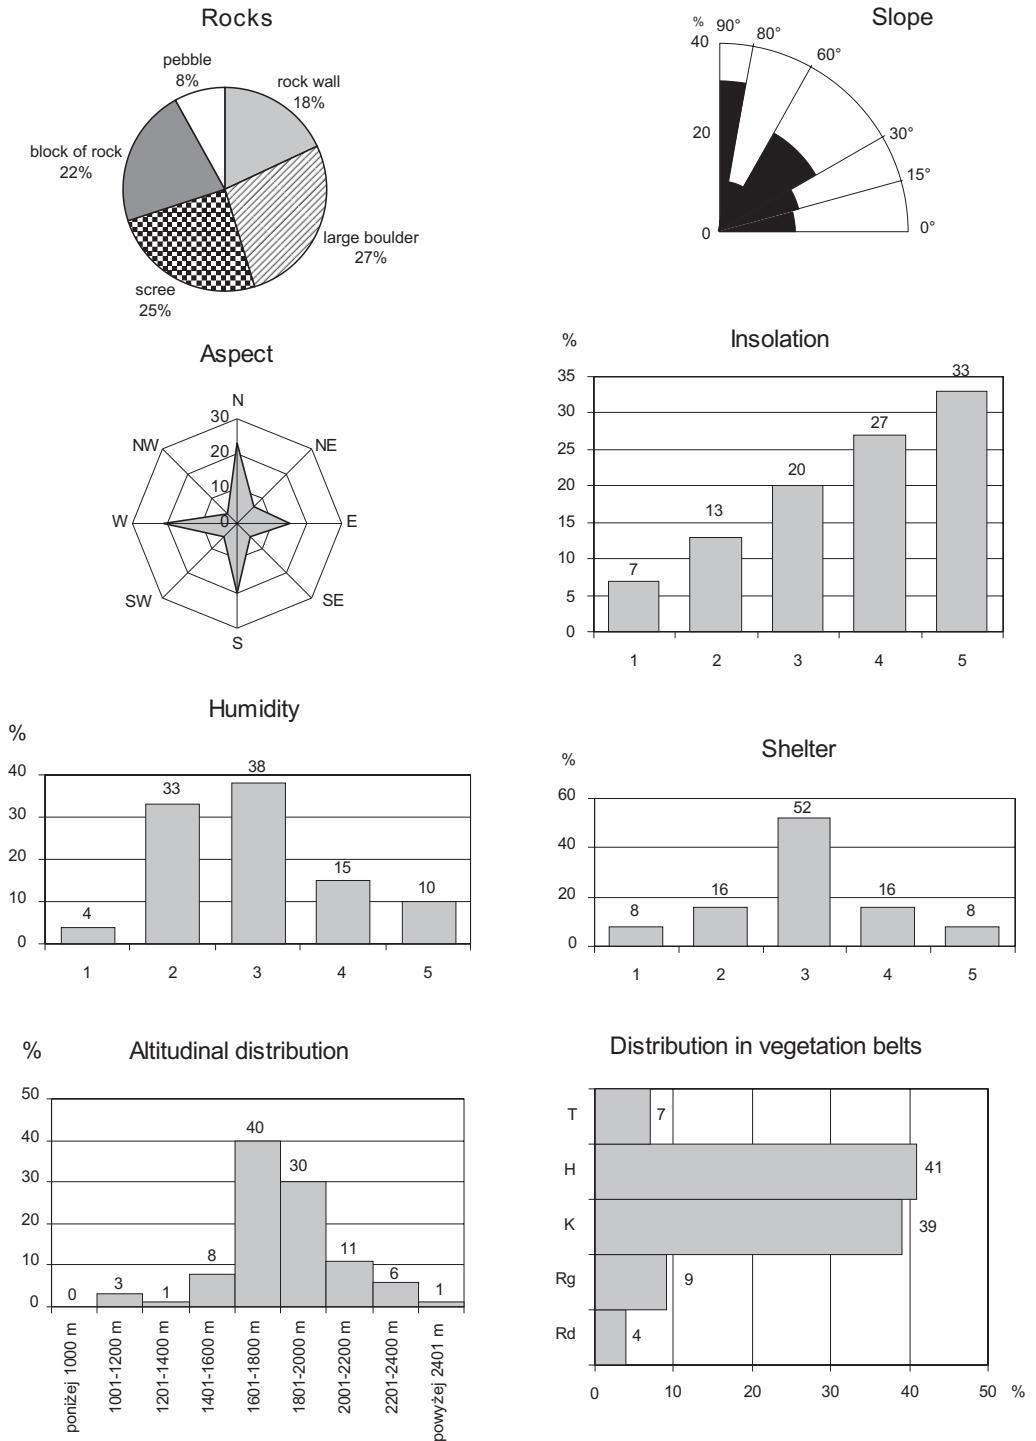 Rocks
pebble
8%
rock wall
18%
block of rock
22%
large boulder
27%
scree
25%
Slope
%
40
20
0
90°
80°
60°
30°
15°
0°
Aspect
N
30
20
10
0
NW
NE
W
E
SW
SE
S
Insolation
%
35
30
25
20
15
10
5
0
7
13
20
27
33
1 2 3 4 5
Humidity
%
40
30
20
10
0
4
33
38
15
10
1 2 3 4 5
Shelter
%
60
40
20
0
8
16
52
16
8
1 2 3 4 5
Altitudinal distribution
%
50
40
30
20
10
0
0
3
1
8
40
30
11
6
1
poniżej 1000 m
1001-1200 m
1201-1400 m
1401-1600 m
1601-1800 m
1801-2000 m
2001-2200 m
2201-2400 m
powyżej 2401 m
Distribution in vegetation belts
T
7
H
41
K
39
Rg
9
Rd
4
0 10 20 30 40 50 %